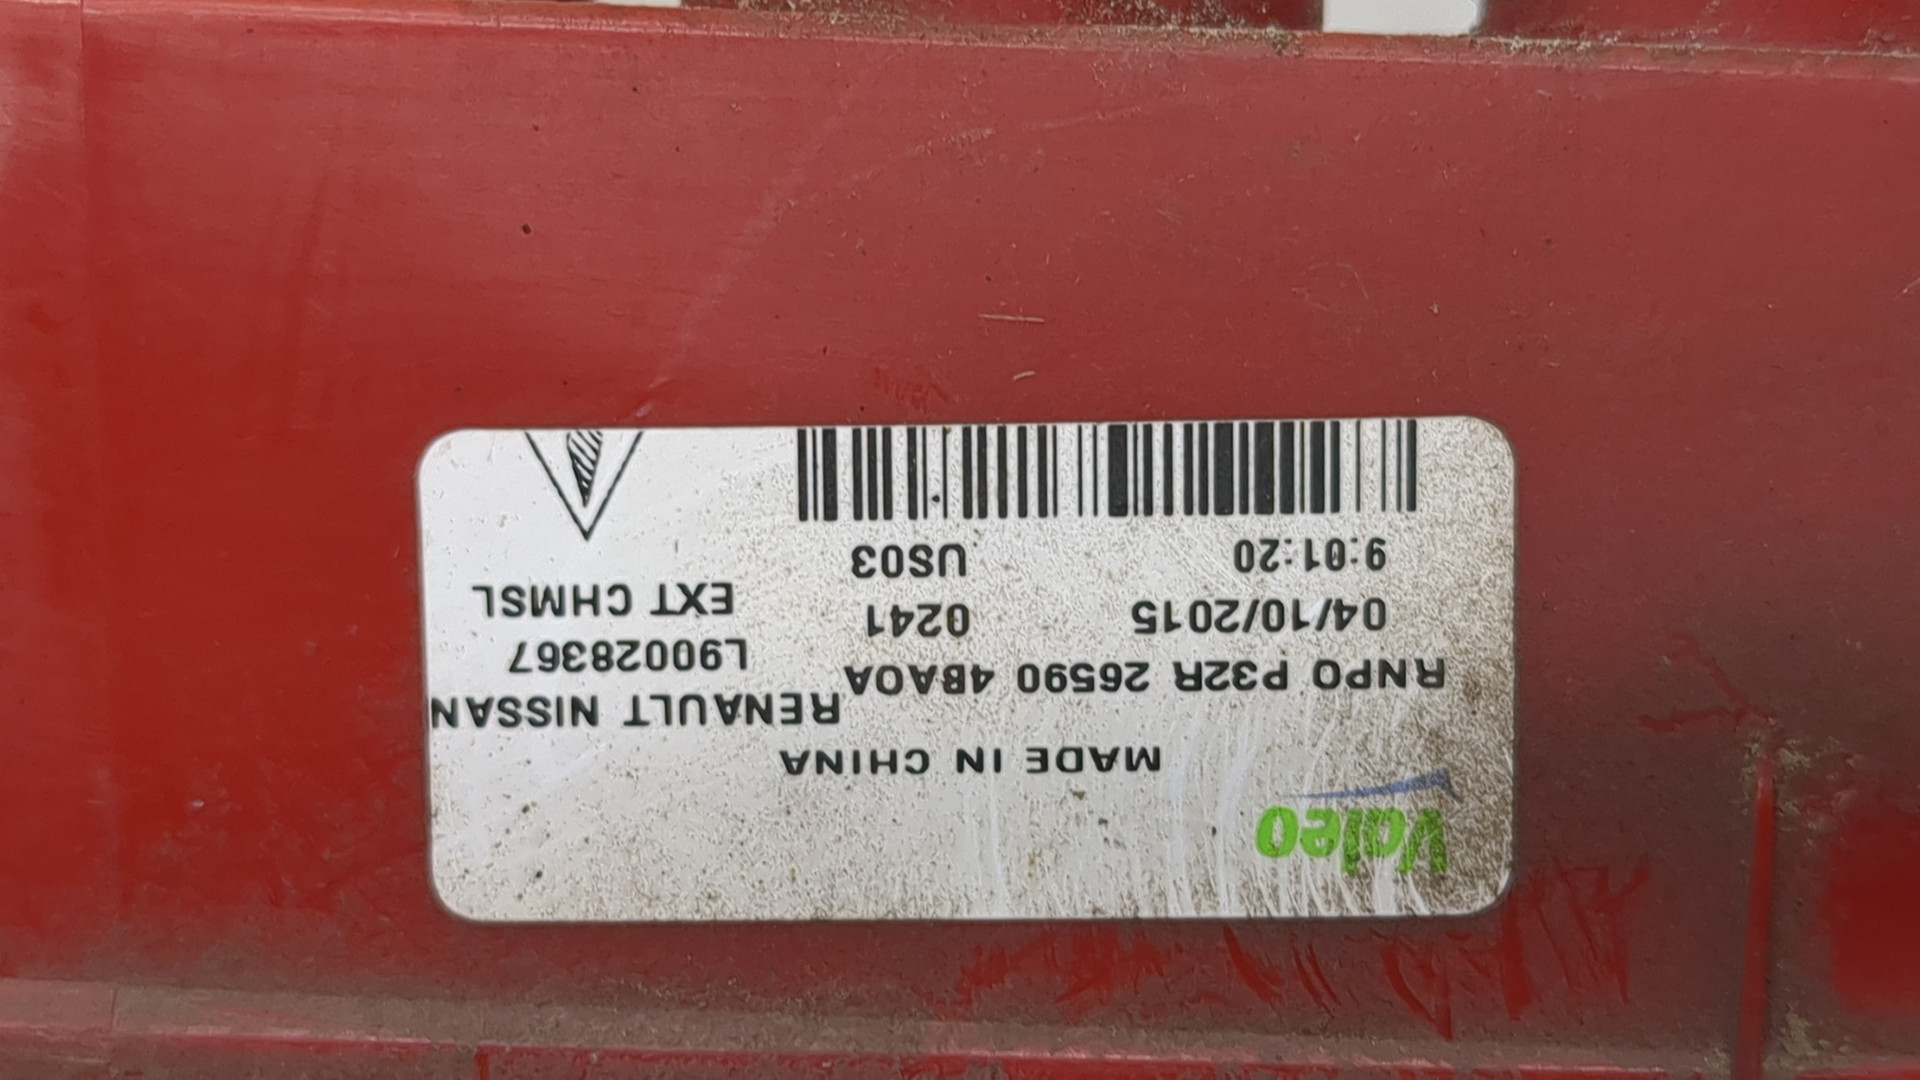 Valeo
MADE IN CHINA
RENAULT NISSAN
RNPO P32R 26590 4BA0A
L90028367
04/10/2015 0241
EXT CHMSL
9:01:20 US03